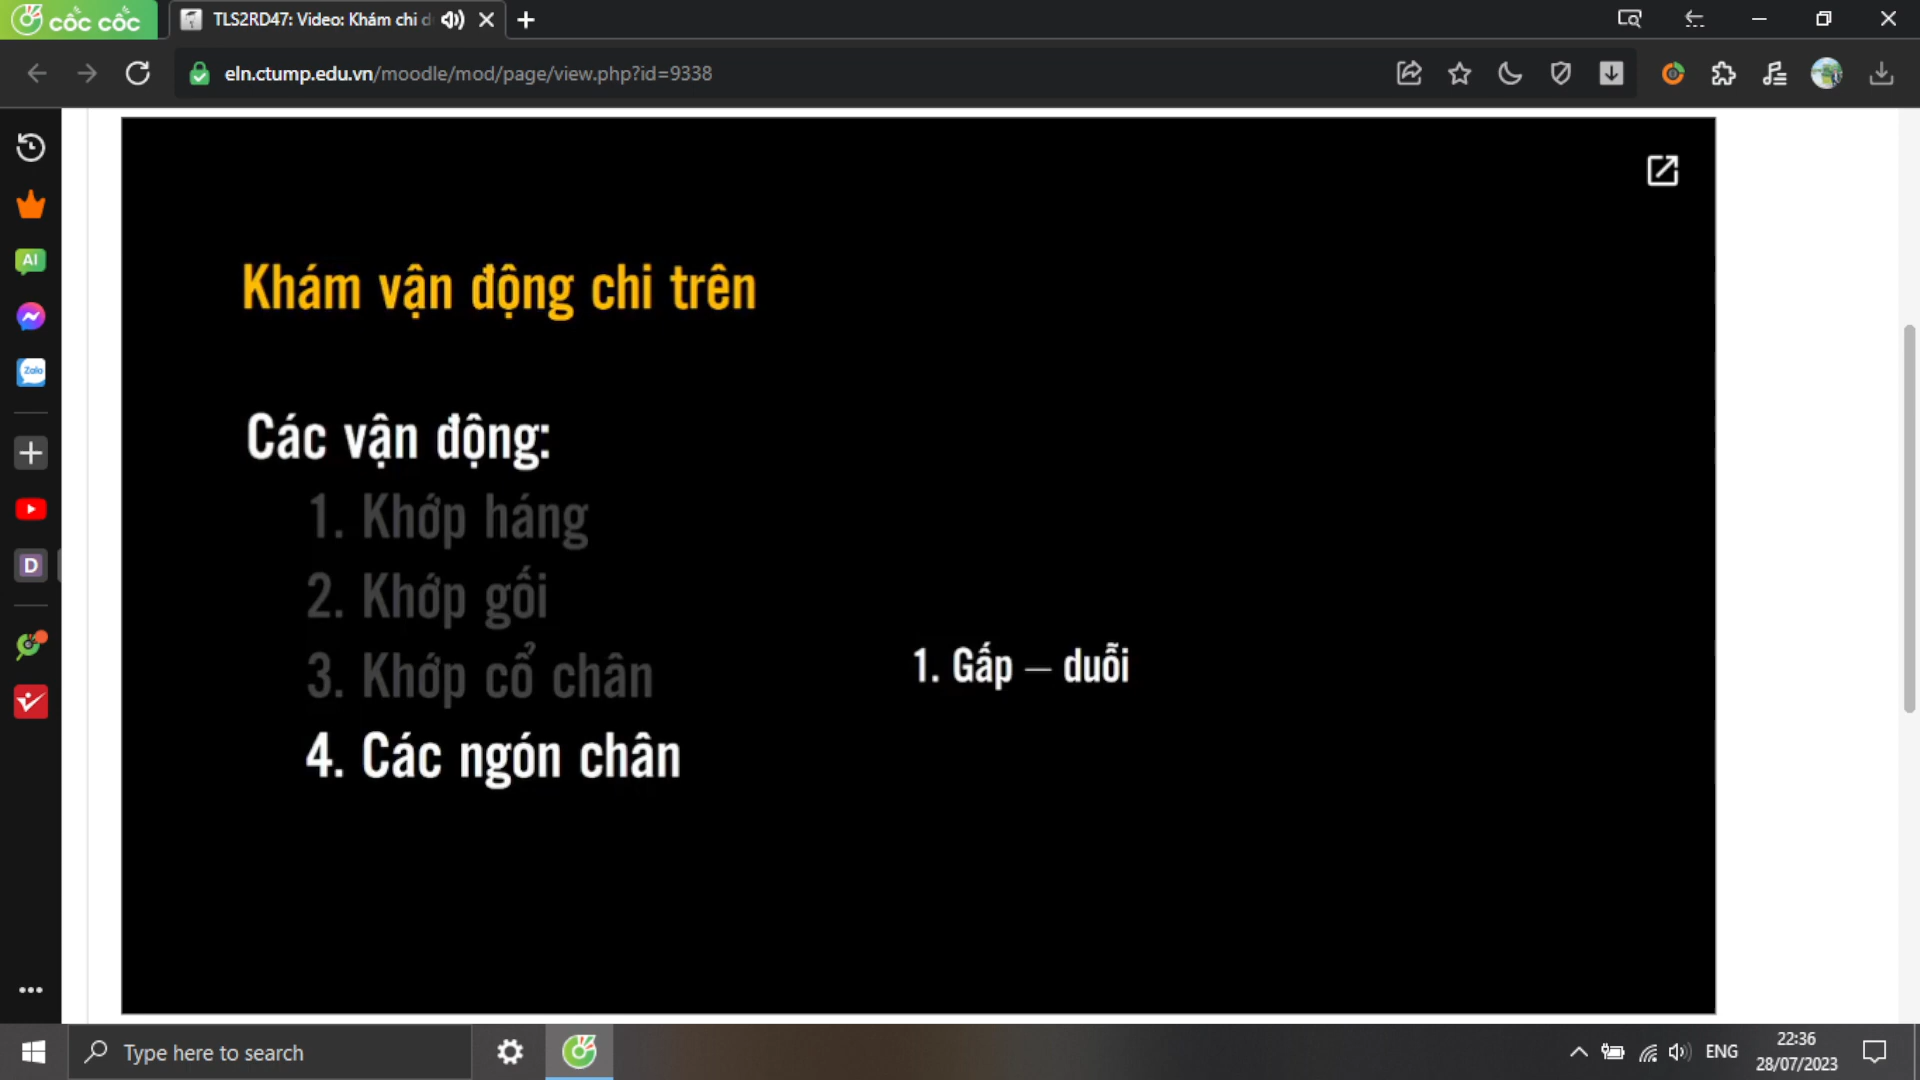 cốc cốc
TLS2RD47: Video: Khám chi d
eln.ctump.edu.vn/moodle/mod/page/view.php?id=9338
AI
Zalo
D
Khám vận động chi trên
Các vận động:
1. Khớp háng
2. Khớp gối
3. Khớp cổ chân
1. Gấp – duỗi
4. Các ngón chân
Type here to search
ENG
22:36
28/07/2023